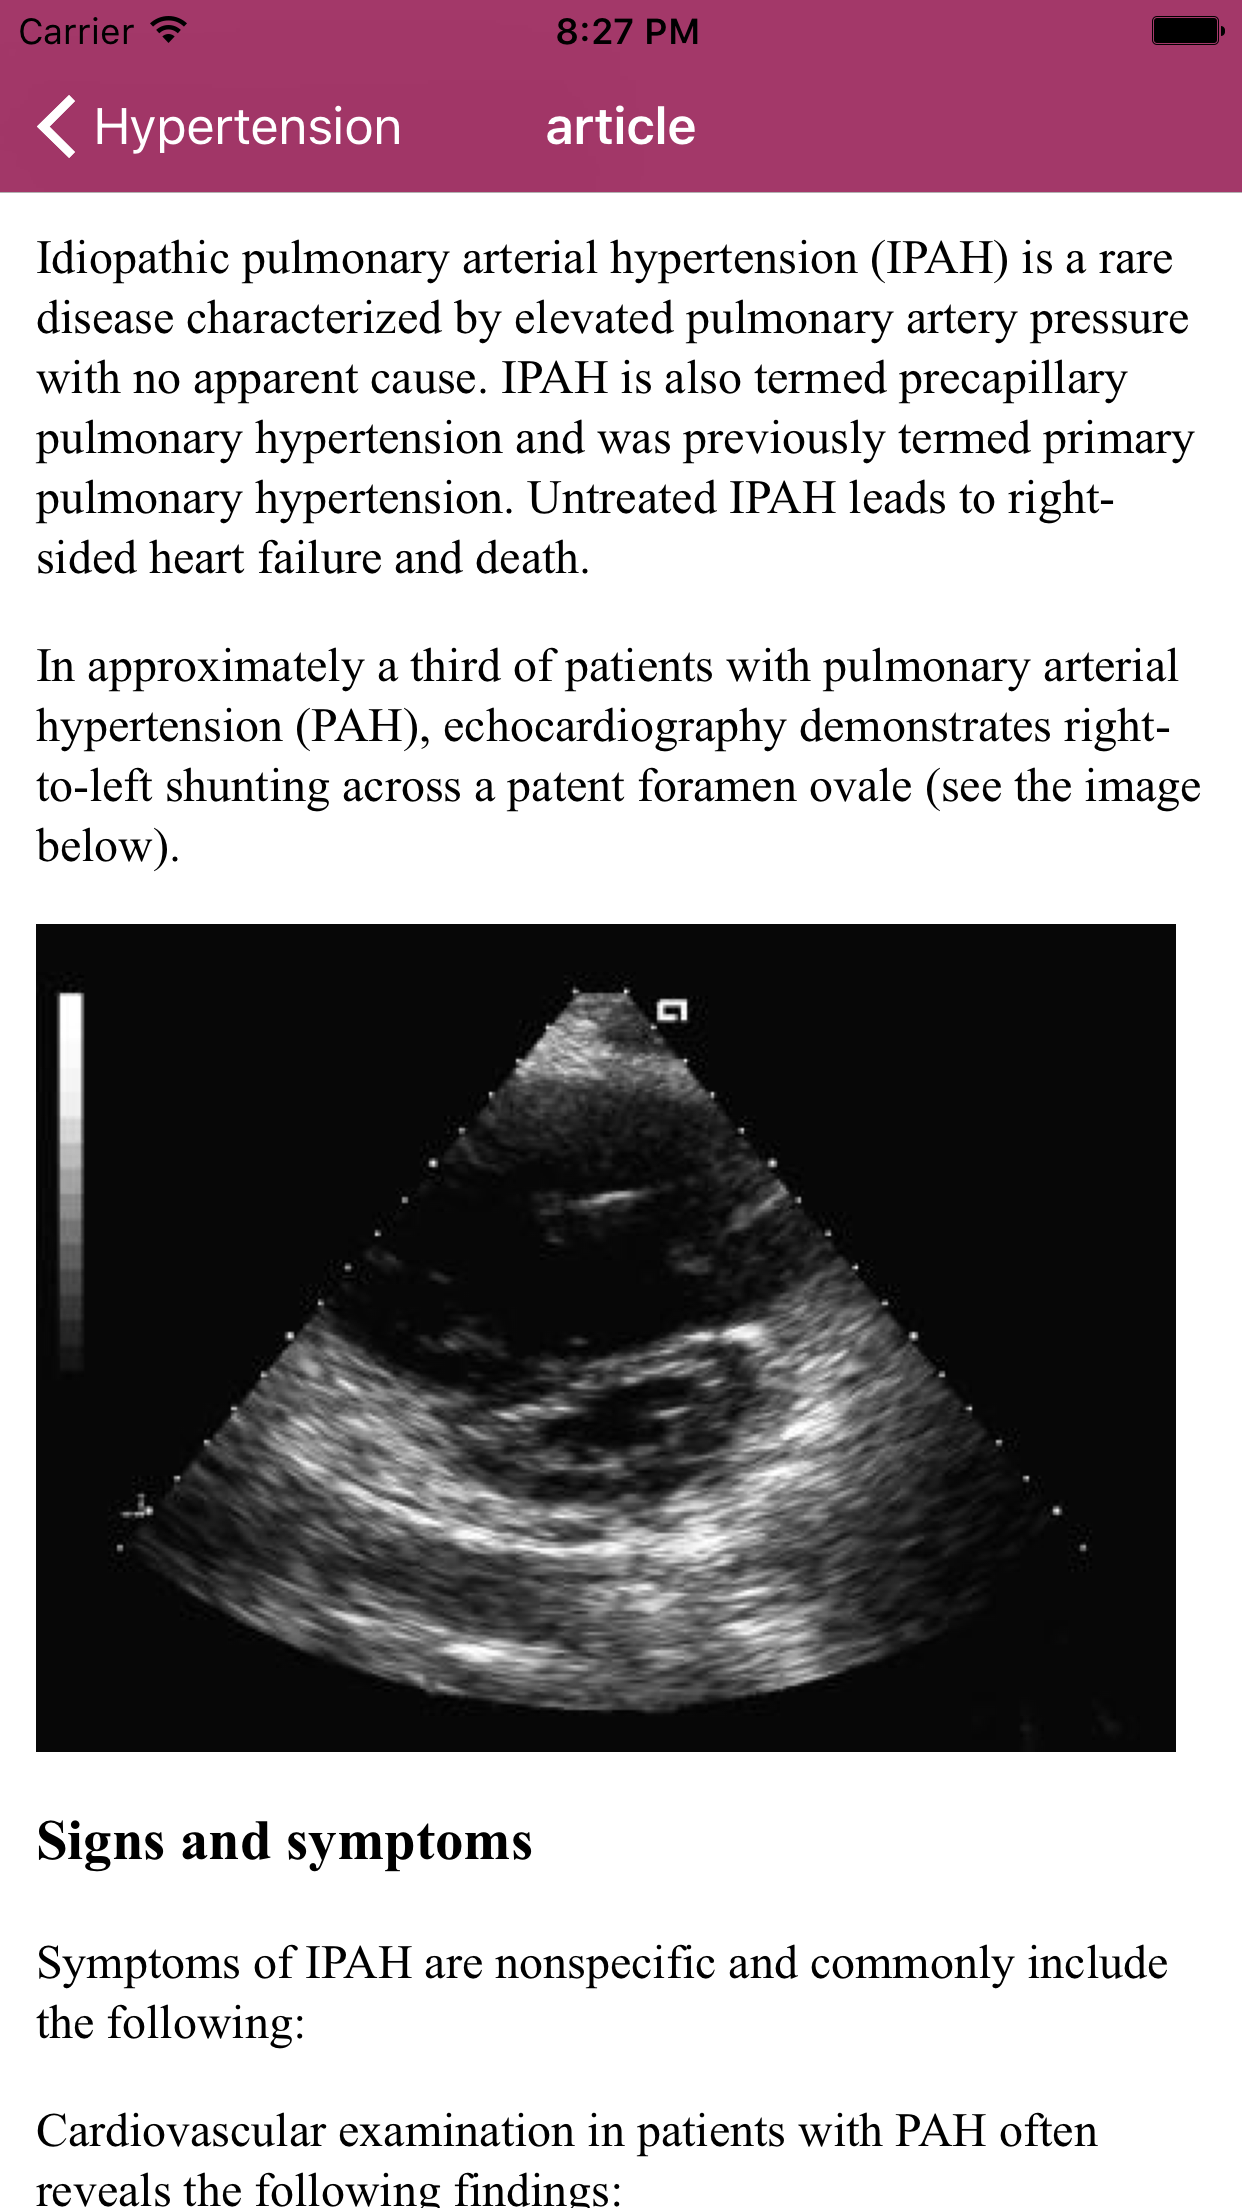 Carrier
8:27 PM
Hypertension
article
Idiopathic pulmonary arterial hypertension (IPAH) is a rare
disease characterized by elevated pulmonary artery pressure
with no apparent cause. IPAH is also termed precapillary
pulmonary hypertension and was previously termed primary
pulmonary hypertension. Untreated IPAH leads to right-
sided heart failure and death.
In approximately a third of patients with pulmonary arterial
hypertension (PAH), echocardiography demonstrates right-
to-left shunting across a patent foramen ovale (see the image
below).
Signs and symptoms
Symptoms of IPAH are nonspecific and commonly include
the following:
Cardiovascular examination in patients with PAH often
reveals the following findings: